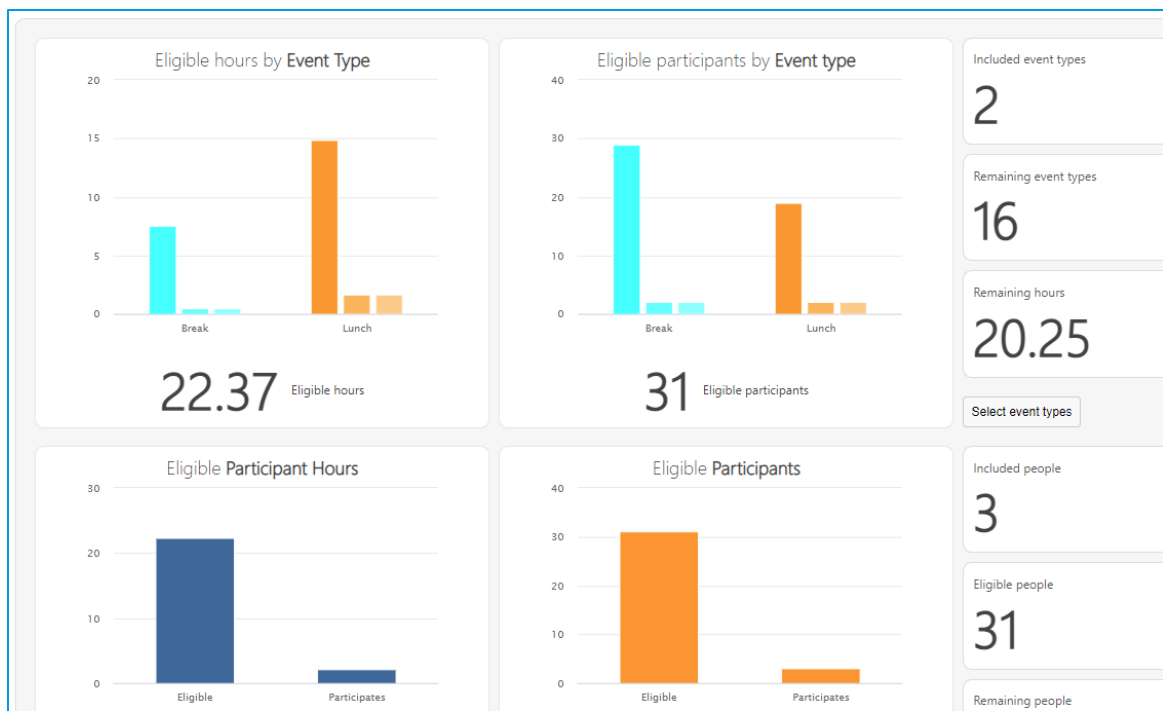 Eligible hours by Event Type
20
15
10
5
0
Break
Lunch
22.37 Eligible hours
Eligible participants by Event type
40
30
20
10
0
Break
Lunch
31 Eligible participants
Included event types
2
Remaining event types
16
Remaining hours
20.25
Select event types
Eligible Participant Hours
30
20
10
0
Eligible
Participates
Eligible Participants
40
30
20
10
0
Eligible
Participates
Included people
3
Eligible people
31
Remaining people